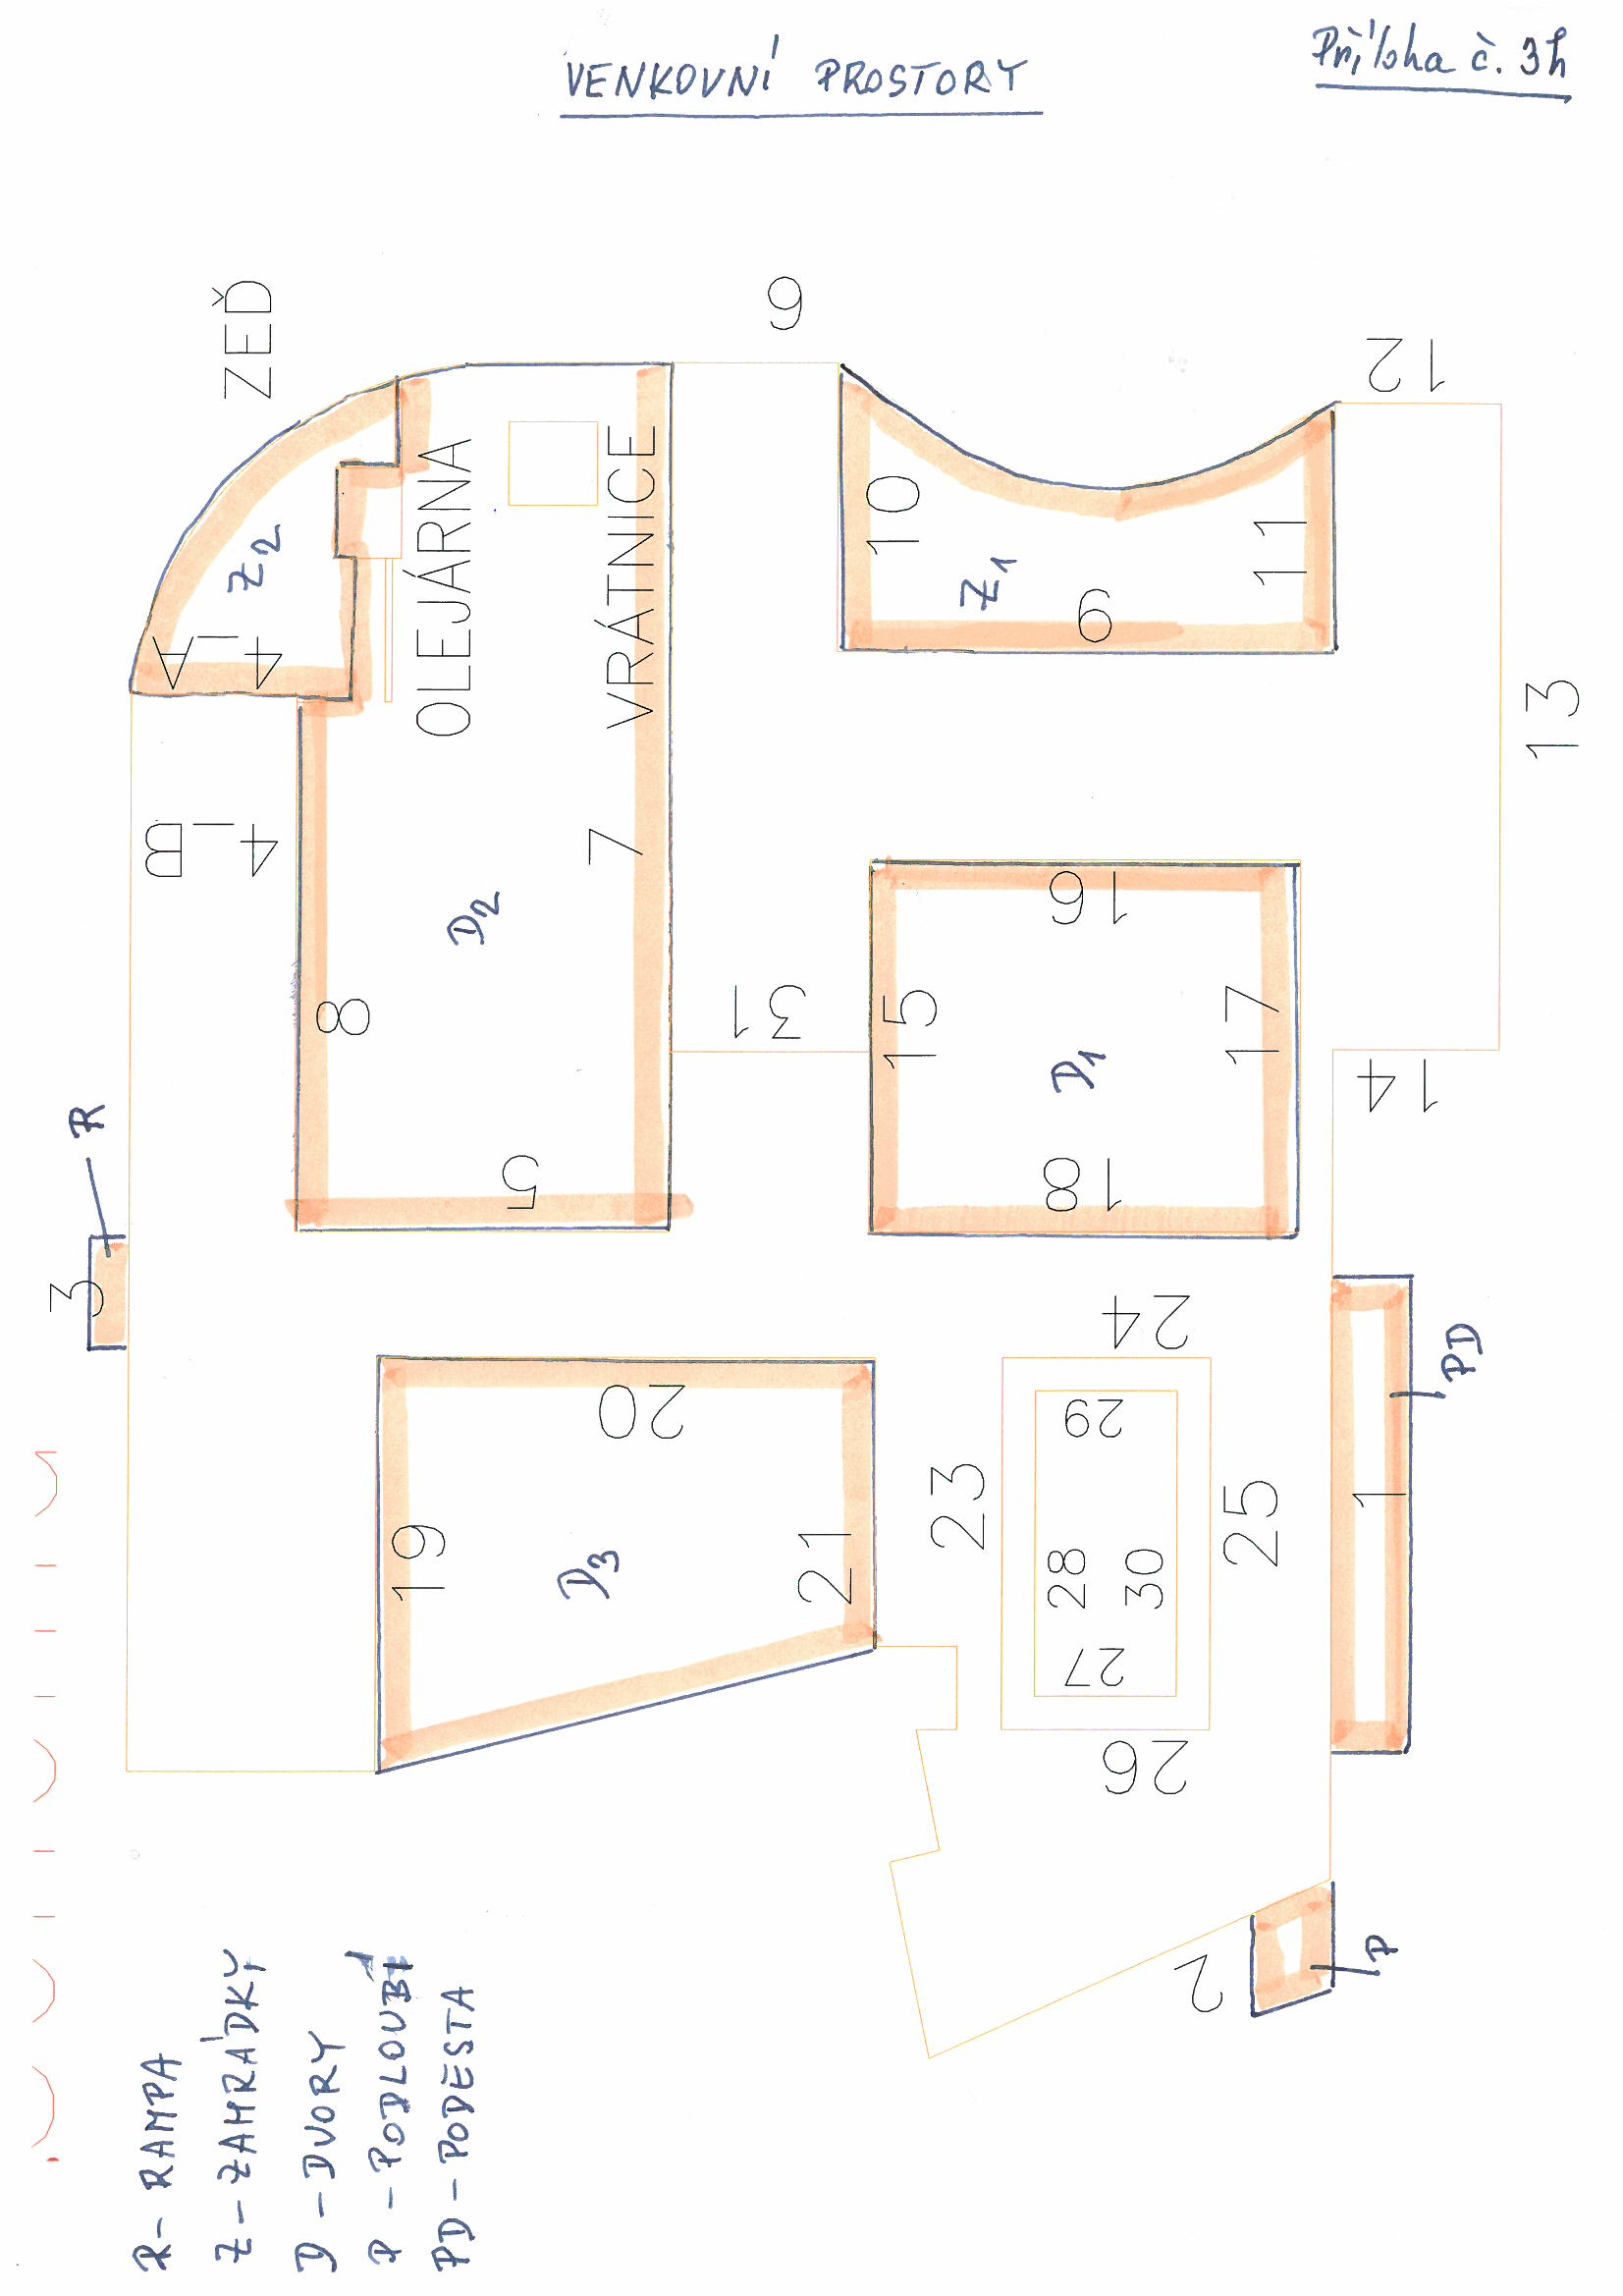 VENKOVNÍ PROSTORY
Příloha č. 3h
ZEĎ
6
12
Z2
OLEJÁRNA
VRÁTNICE
10
Z1
11
9
4_A
13
4_B
7
D2
16
8
31
15
17
D1
14
R
5
18
3
24
PD
20
29
23
1
25
19
21
D3
28
30
27
26
2
P
R - RAMPA
Z - ZAHRÁDKY
D - DVORY
P - PODLOUBÍ
PD - PODESTA